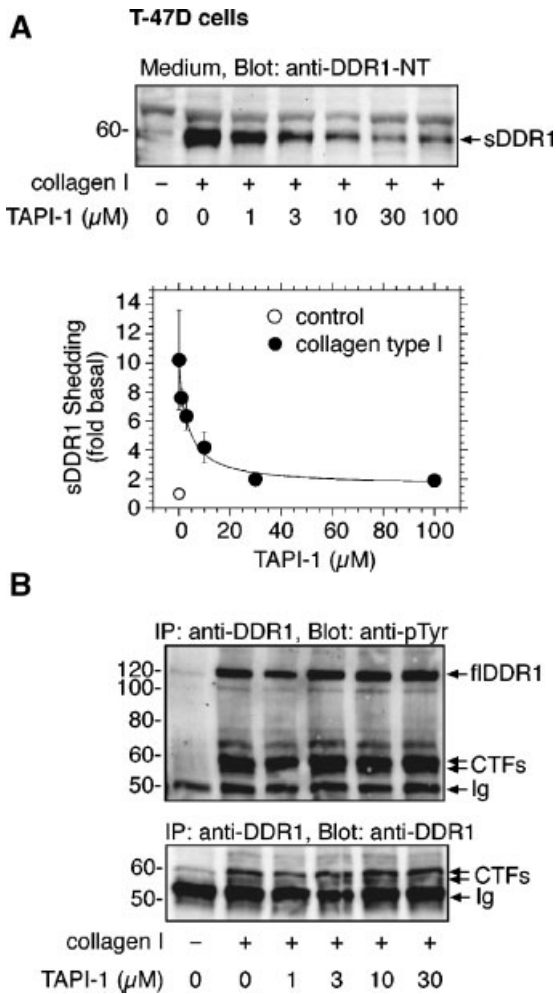 T-47D cells
A
Medium, Blot: anti-DDR1-NT
60-
sDDR1
collagen I – + + + + + +
TAPI-1 (µM) 0 0 1 3 10 30 100
14
12
10
8
6
4
2
0
sDDR1 Shedding
(fold basal)
control
collagen type I
0 20 40 60 80 100
TAPI-1 (µM)
B
IP: anti-DDR1, Blot: anti-pTyr
120-
100-
80-
60-
50-
flDDR1
CTFs
Ig
IP: anti-DDR1, Blot: anti-DDR1
60-
50-
CTFs
Ig
collagen I – + + + + +
TAPI-1 (µM) 0 0 1 3 10 30